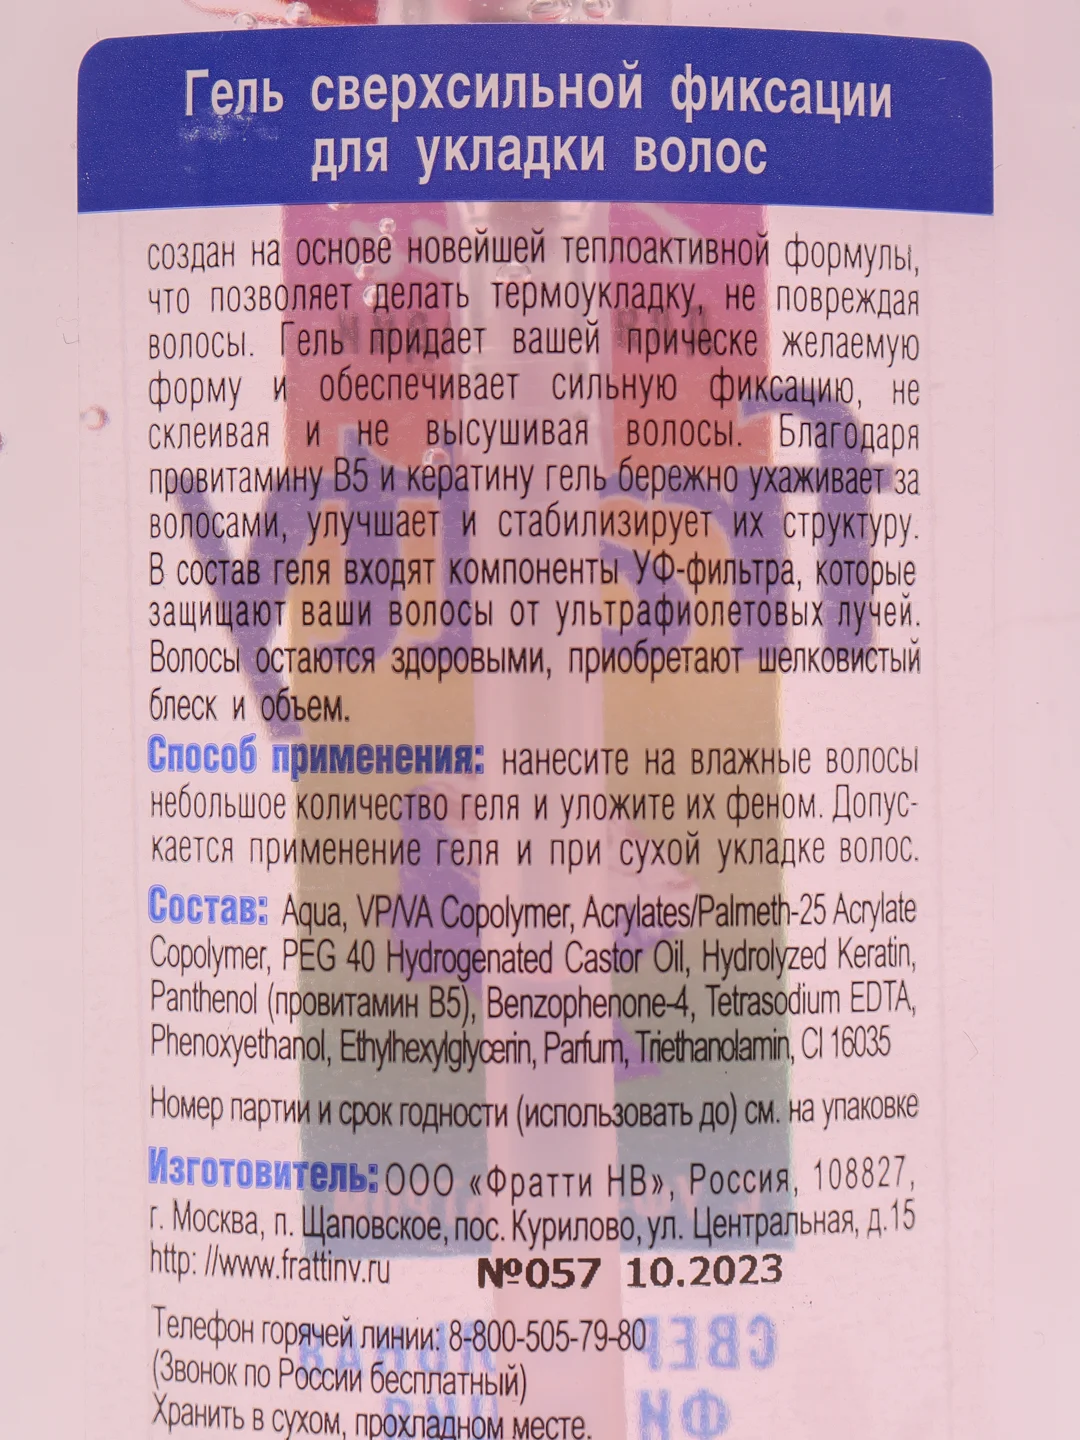 Гель сверхсильной фиксации
для укладки волос
создан на основе новейшей теплоактивной формулы,
что позволяет делать термоукладку, не повреждая
волосы. Гель придает вашей прическе желаемую
форму и обеспечивает сильную фиксацию, не
склеивая и не высушивая волосы. Благодаря
провитамину В5 и кератину гель бережно ухаживает за
волосами, улучшает и стабилизирует их структуру.
В состав геля входят компоненты УФ-фильтра, которые
защищают ваши волосы от ультрафиолетовых лучей.
Волосы остаются здоровыми, приобретают шелковистый
блеск и объем.
Способ применения: нанесите на влажные волосы
небольшое количество геля и уложите их феном. Допус-
кается применение геля и при сухой укладке волос.
Состав: Aqua, VP/VA Copolymer, Acrylates/Palmeth-25 Acrylate
Copolymer, PEG 40 Hydrogenated Castor Oil, Hydrolyzed Keratin,
Panthenol (провитамин В5), Benzophenone-4, Tetrasodium EDTA,
Phenoxyethanol, Ethylhexylglycerin, Parfum, Triethanolamin, CI 16035
Номер партии и срок годности (использовать до) см. на упаковке
Изготовитель: ООО «Фратти НВ», Россия, 108827,
г. Москва, п. Щаповское, пос. Курилово, ул. Центральная, д.15
http: //www.frattinv.ru №057 10.2023
Телефон горячей линии: 8-800-505-79-80
(Звонок по России бесплатный)
Хранить в сухом, прохладном месте.